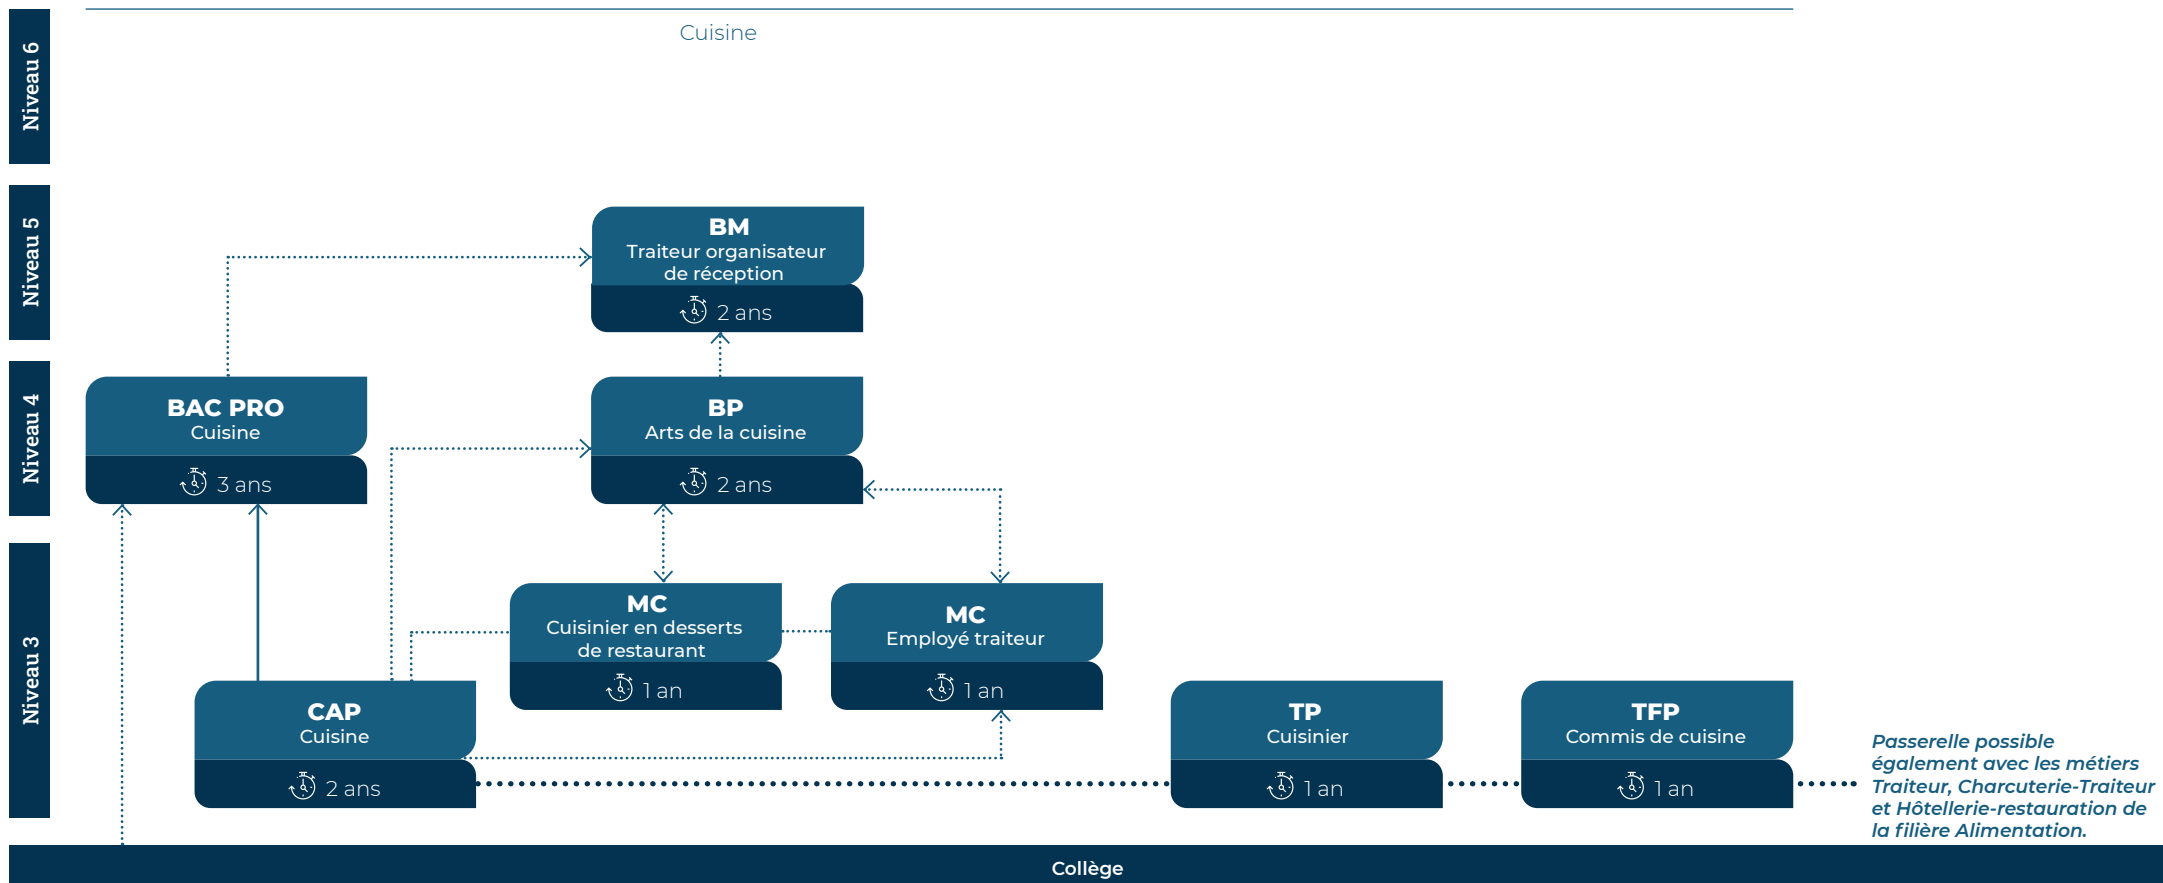 Niveau 6
Cuisine
Niveau 5
BM
Traiteur organisateur
de réception
2 ans
Niveau 4
BAC PRO
Cuisine
3 ans
BP
Arts de la cuisine
2 ans
Niveau 3
MC
Cuisinier en desserts
de restaurant
1 an
MC
Employé traiteur
1 an
CAP
Cuisine
2 ans
TP
Cuisinier
1 an
TFP
Commis de cuisine
1 an
Passerelle possible
également avec les métiers
Traiteur, Charcuterie-Traiteur
et Hôtellerie-restauration de
la filière Alimentation.
Collège